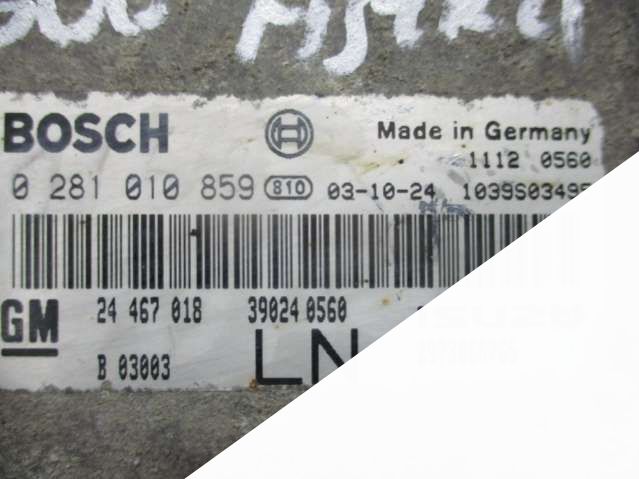 BOSCH Made in Germany
1112 0560
0 281 010 859 810 03-10-24 1039S03495
GM 24 467 018 39024 0560
B 03003 LN